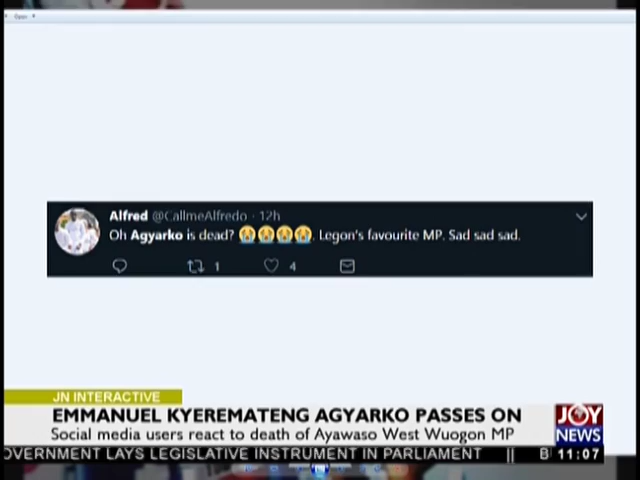 Open
Alfred @CallmeAlfredo · 12h
Oh Agyarko is dead? 😭😭😭😭. Legon's favourite MP. Sad sad sad.
1 4
JN INTERACTIVE
EMMANUEL KYEREMATENG AGYARKO PASSES ON
Social media users react to death of Ayawaso West Wuogon MP
JOY
NEWS
OVERNMENT LAYS LEGISLATIVE INSTRUMENT IN PARLIAMENT || B 11:07